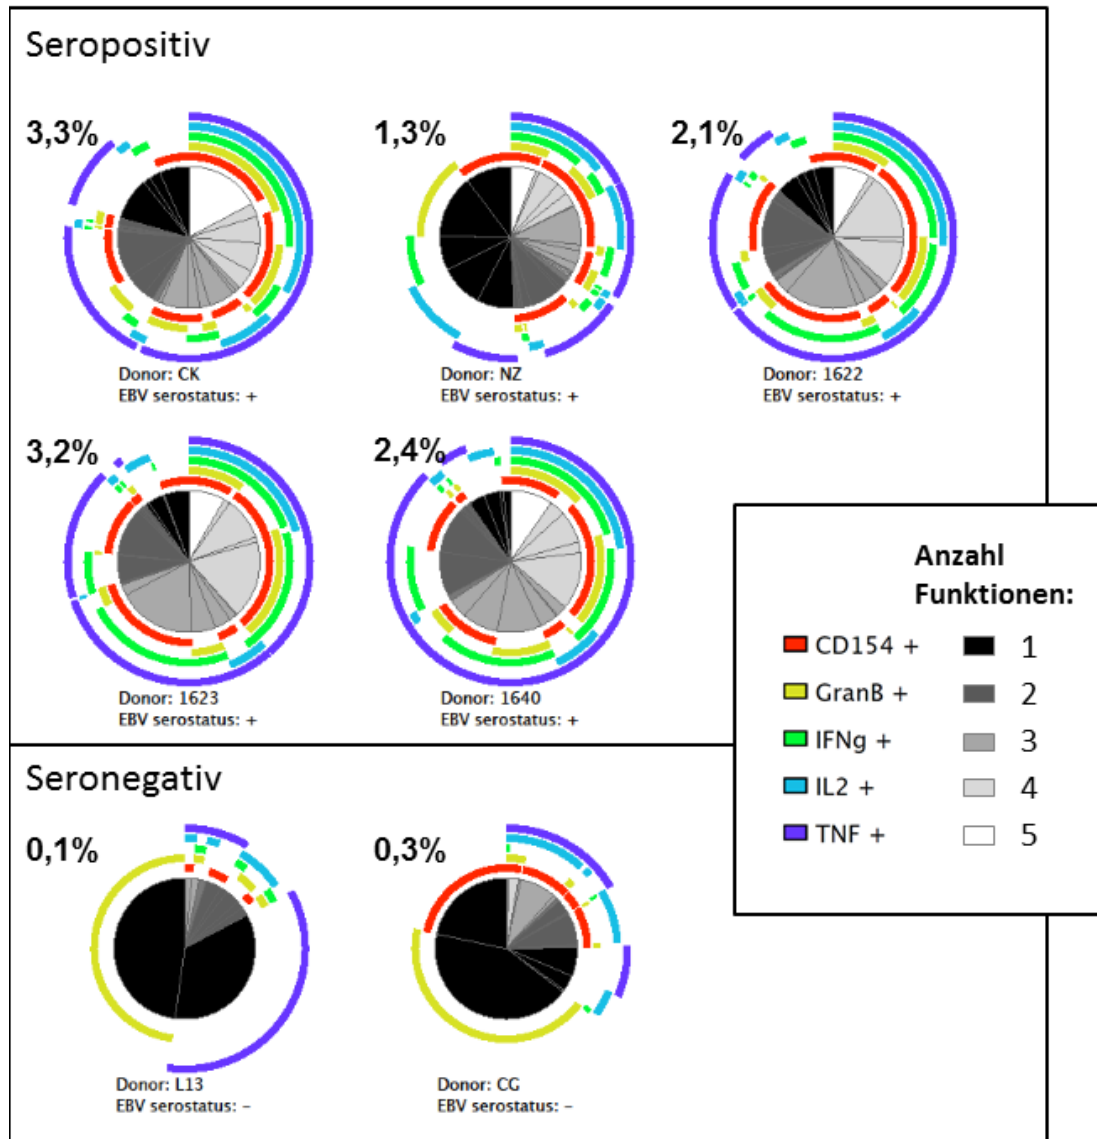 Seropositiv
3,3%
1,3%
2,1%
Donor: CK
EBV serostatus: +
Donor: NZ
EBV serostatus: +
Donor: 1622
EBV serostatus: +
3,2%
2,4%
Donor: 1623
EBV serostatus: +
Donor: 1640
EBV serostatus: +
Anzahl
Funktionen:
CD154 + 1
GranB + 2
IFNg + 3
IL2 + 4
TNF + 5
Seronegativ
0,1%
0,3%
Donor: L13
EBV serostatus: –
Donor: CG
EBV serostatus: –